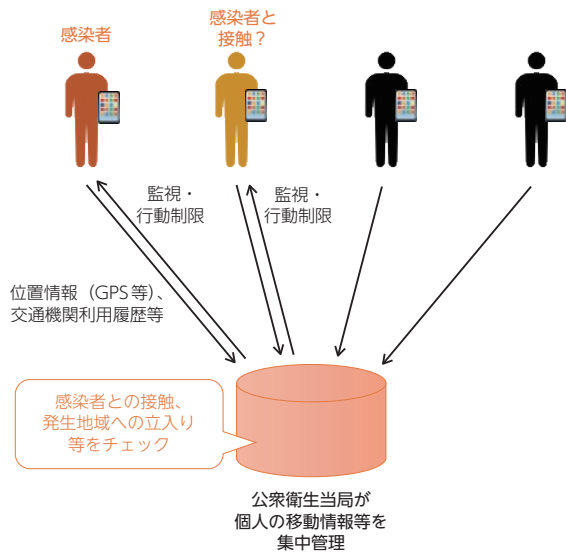 感染者
感染者と
接触？
監視・
行動制限
監視・
行動制限
位置情報（GPS等）、
交通機関利用履歴等
感染者との接触、
発生地域への立入り
等をチェック
公衆衛生当局が
個人の移動情報等を
集中管理